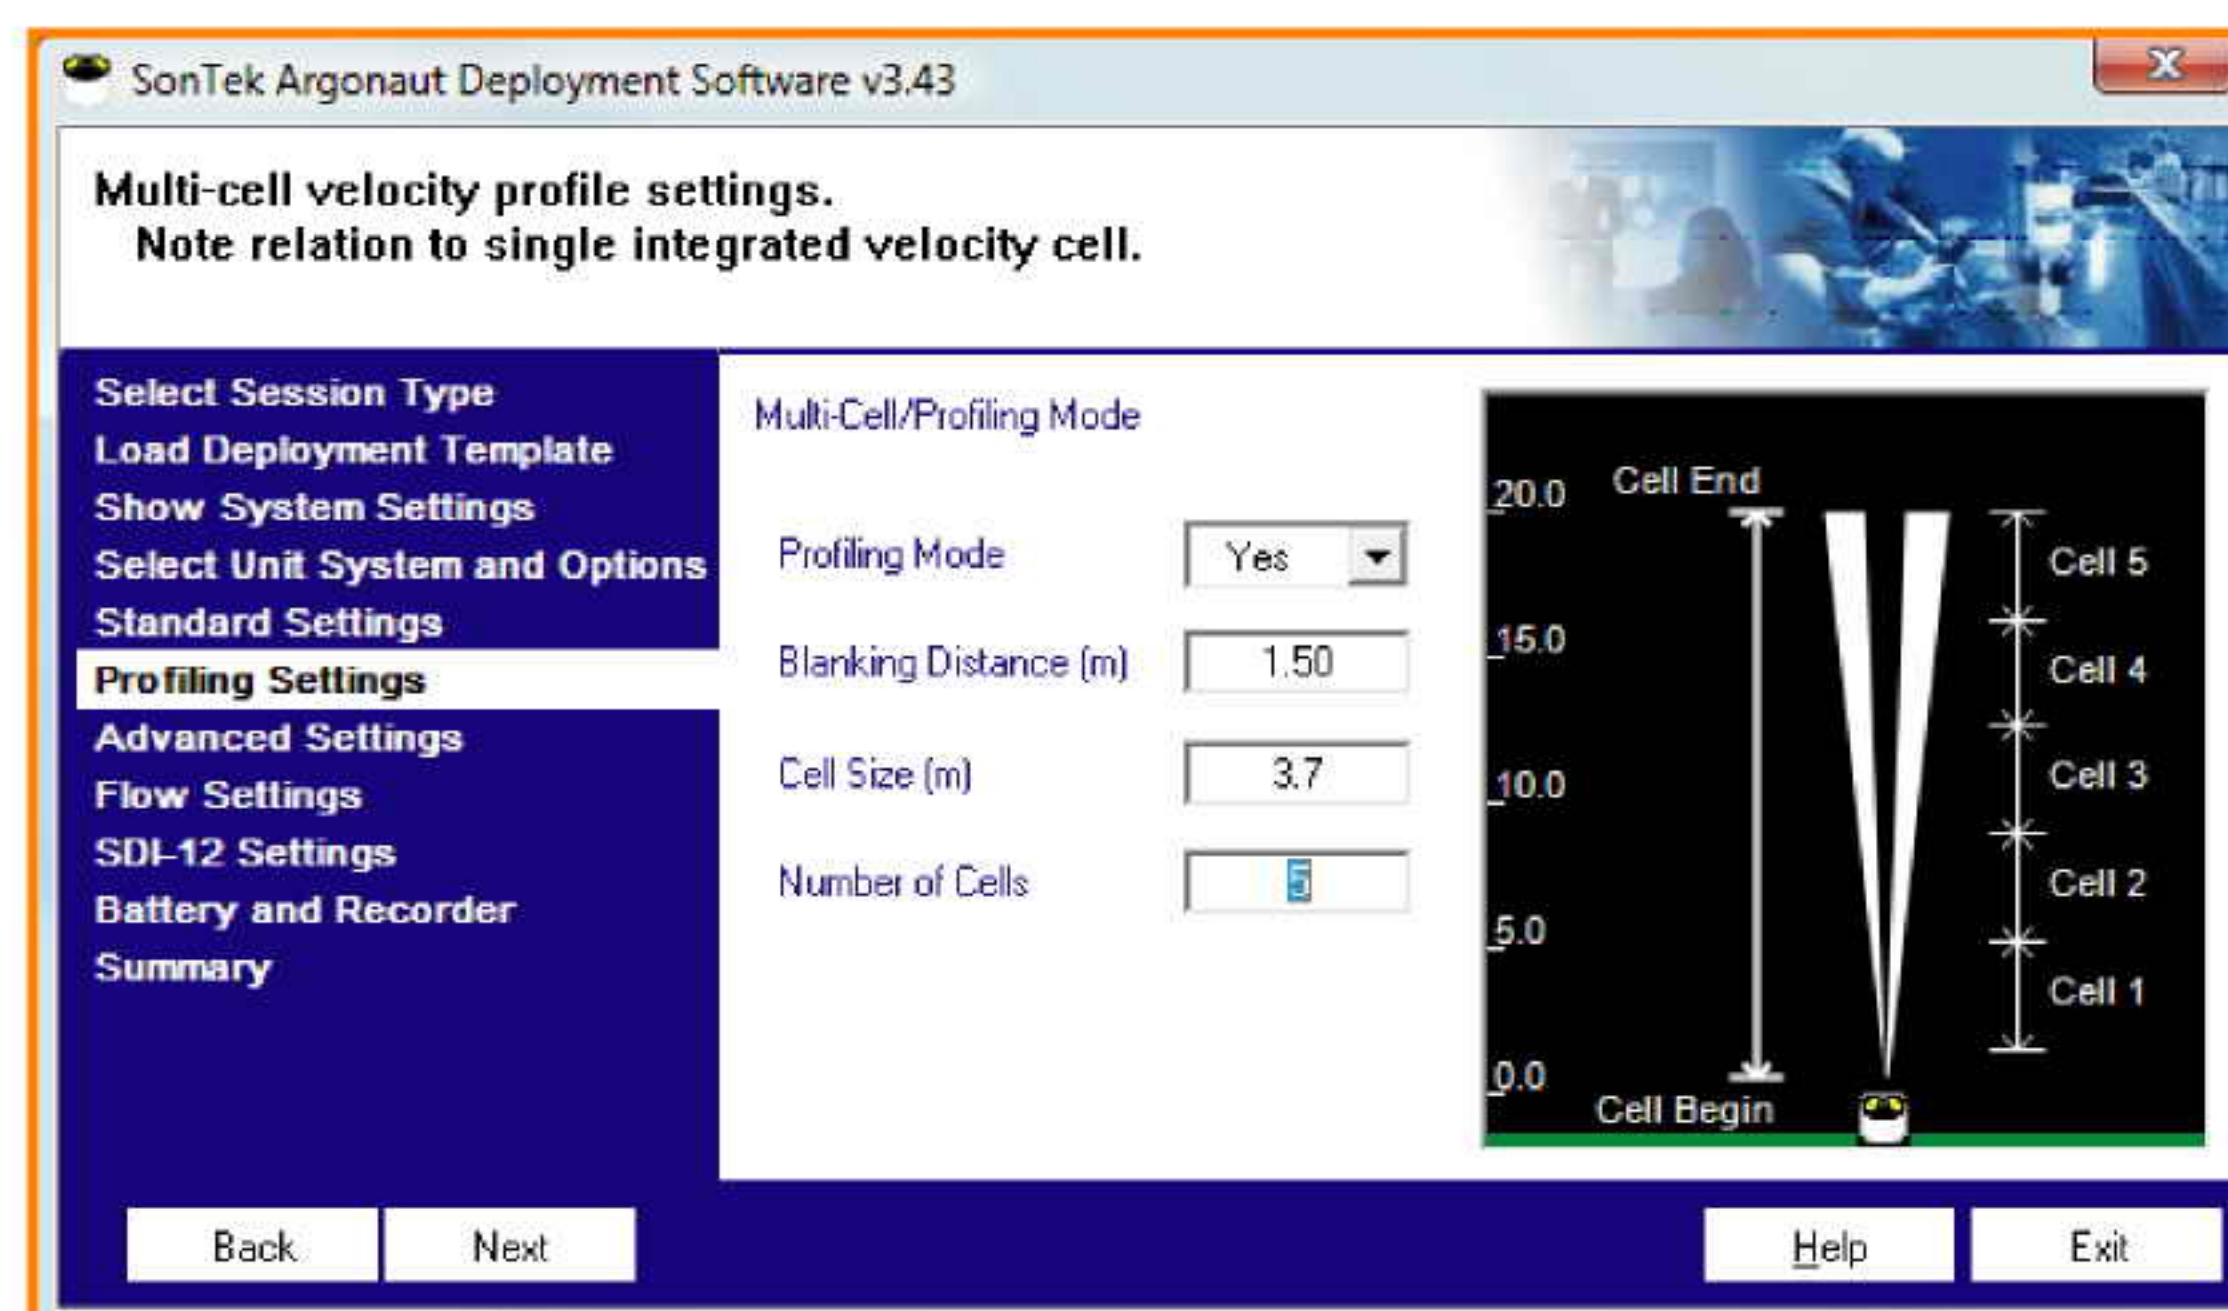 SonTek Argonaut Deployment Software v3.43
X
Multi-cell velocity profile settings.
Note relation to single integrated velocity cell.
Select Session Type
Load Deployment Template
Show System Settings
Select Unit System and Options
Standard Settings
Profiling Settings
Advanced Settings
Flow Settings
SDI-12 Settings
Battery and Recorder
Summary
Multi-Cell/Profiling Mode
Profiling Mode Yes
Blanking Distance (m) 1.50
Cell Size (m) 3.7
Number of Cells 5
20.0
15.0
10.0
5.0
0.0
Cell End
Cell Begin
Cell 5
Cell 4
Cell 3
Cell 2
Cell 1
Back
Next
Help
Exit